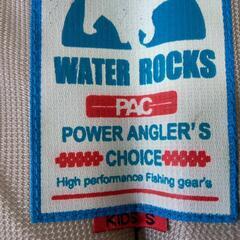 WATER ROCKS
PAC
POWER ANGLER'S
CHOICE
High performance Fishing gear's
KIDS S